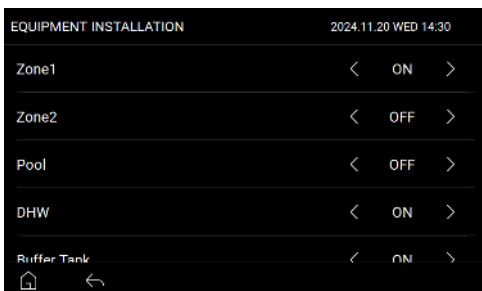 EQUIPMENT INSTALLATION 2024.11.20 WED 14:30
Zone1 ON
Zone2 OFF
Pool OFF
DHW ON
Buffer Tank ON